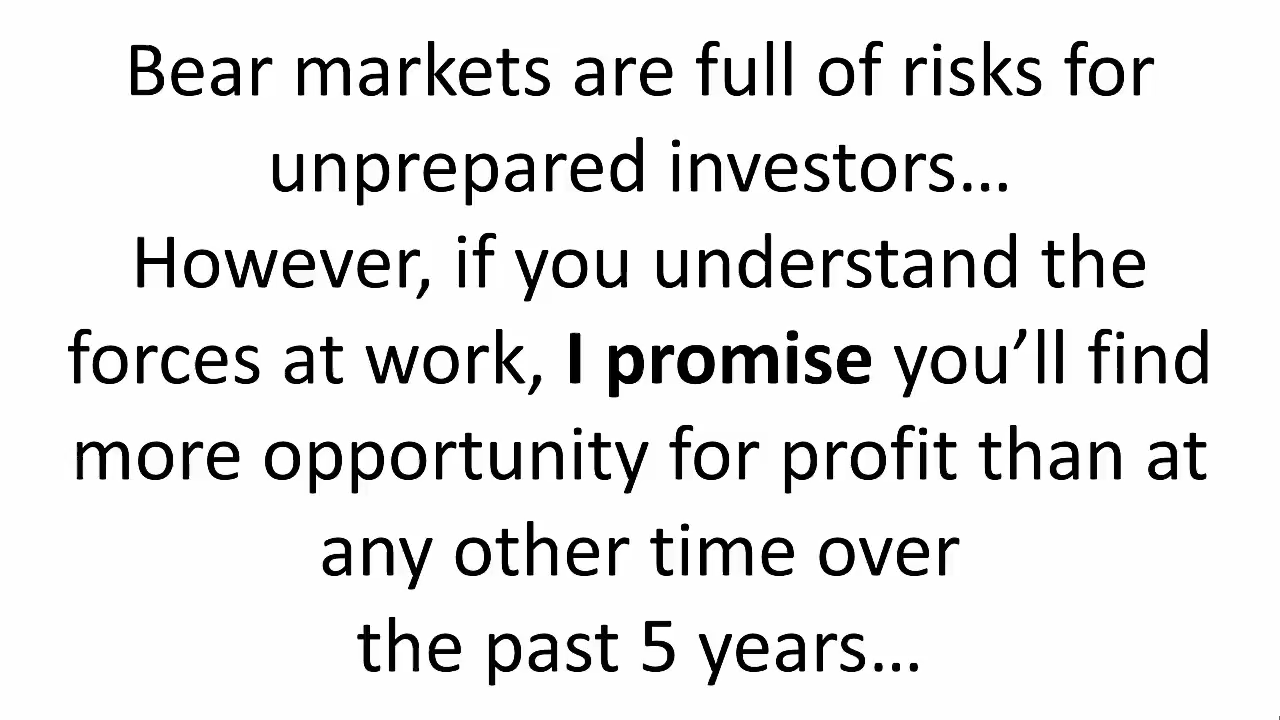 Bear markets are full of risks for
unprepared investors…
However, if you understand the
forces at work, I promise you’ll find
more opportunity for profit than at
any other time over
the past 5 years…